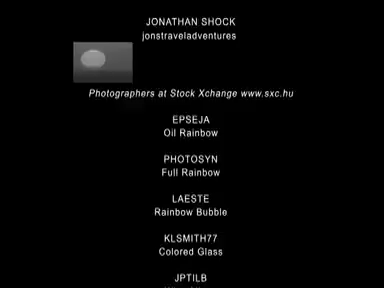 JONATHAN SHOCK
jonstraveladventures
Photographers at Stock Xchange www.sxc.hu
EPSEJA
Oil Rainbow
PHOTOSYN
Full Rainbow
LAESTE
Rainbow Bubble
KLSMITH77
Colored Glass
JPTILB